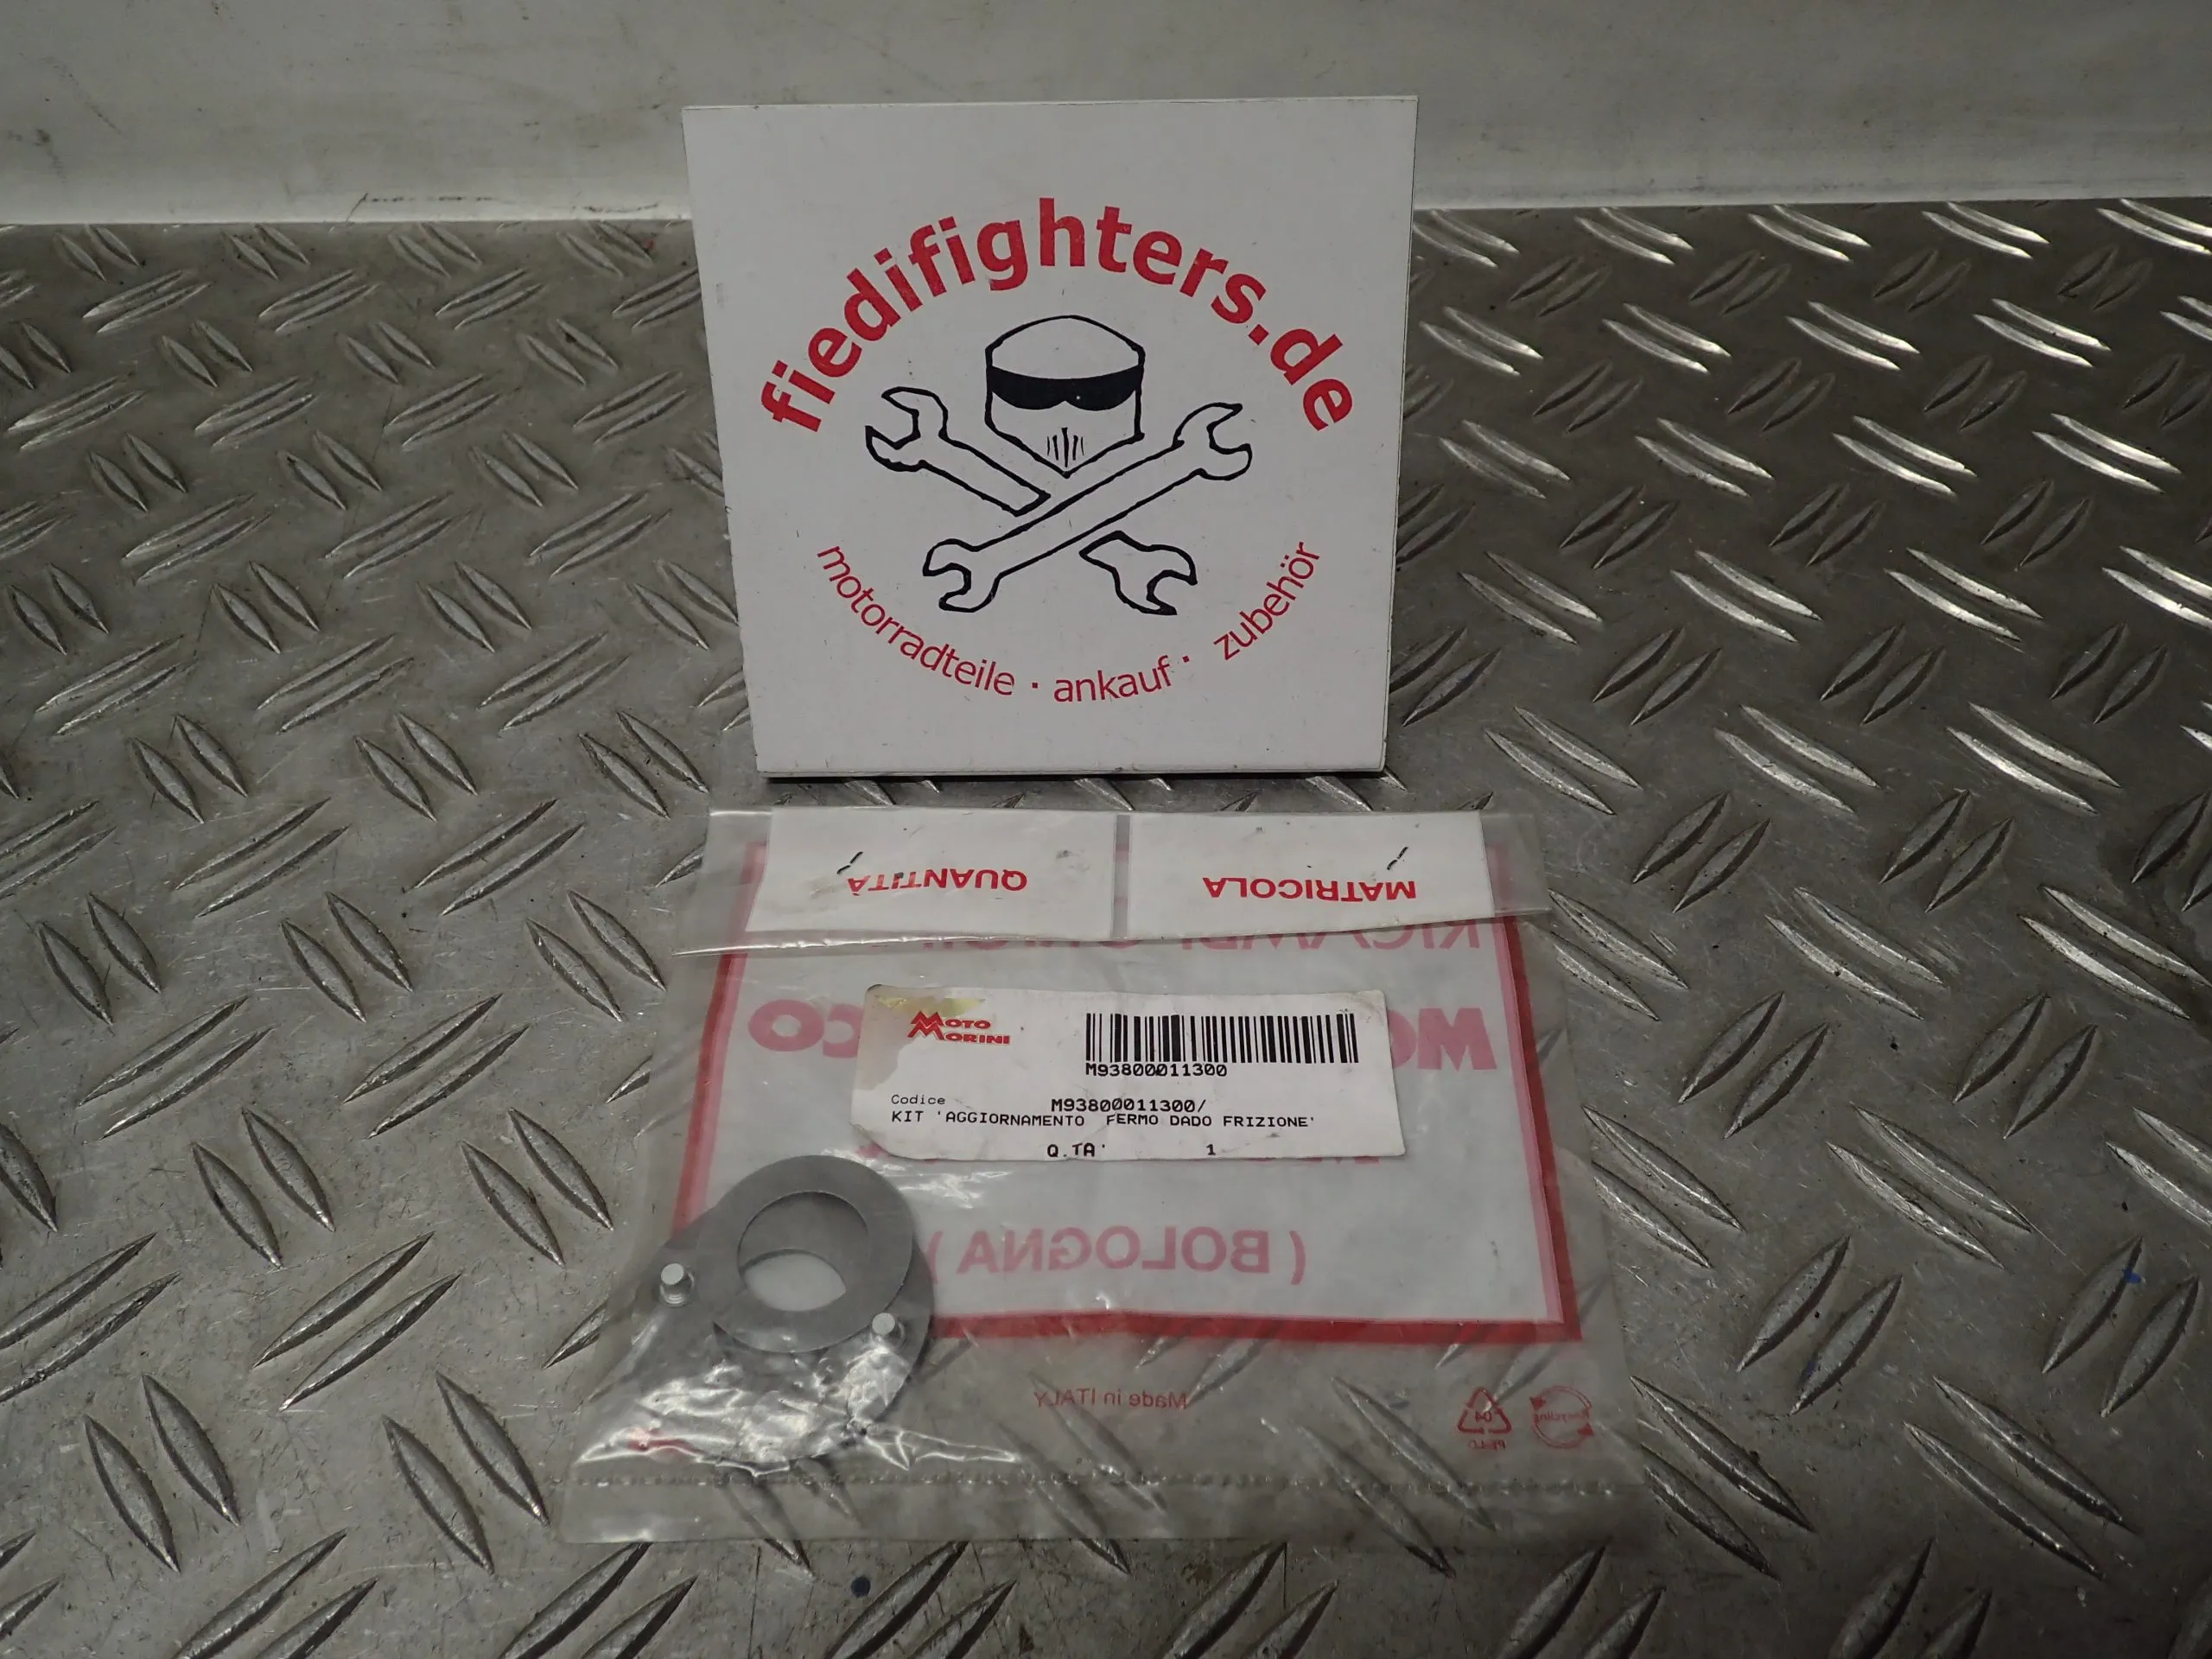 fiedifighters.de
motorradteile · ankauf · zubehör
QUANTITÀ
MATRICOLA
MOTO
MORINI
M93800011300
Codice M93800011300/
KIT 'AGGIORNAMENTO FERMO DADO FRIZIONE'
Q.TA' 1
( BOLOGNA )
Made in ITALY